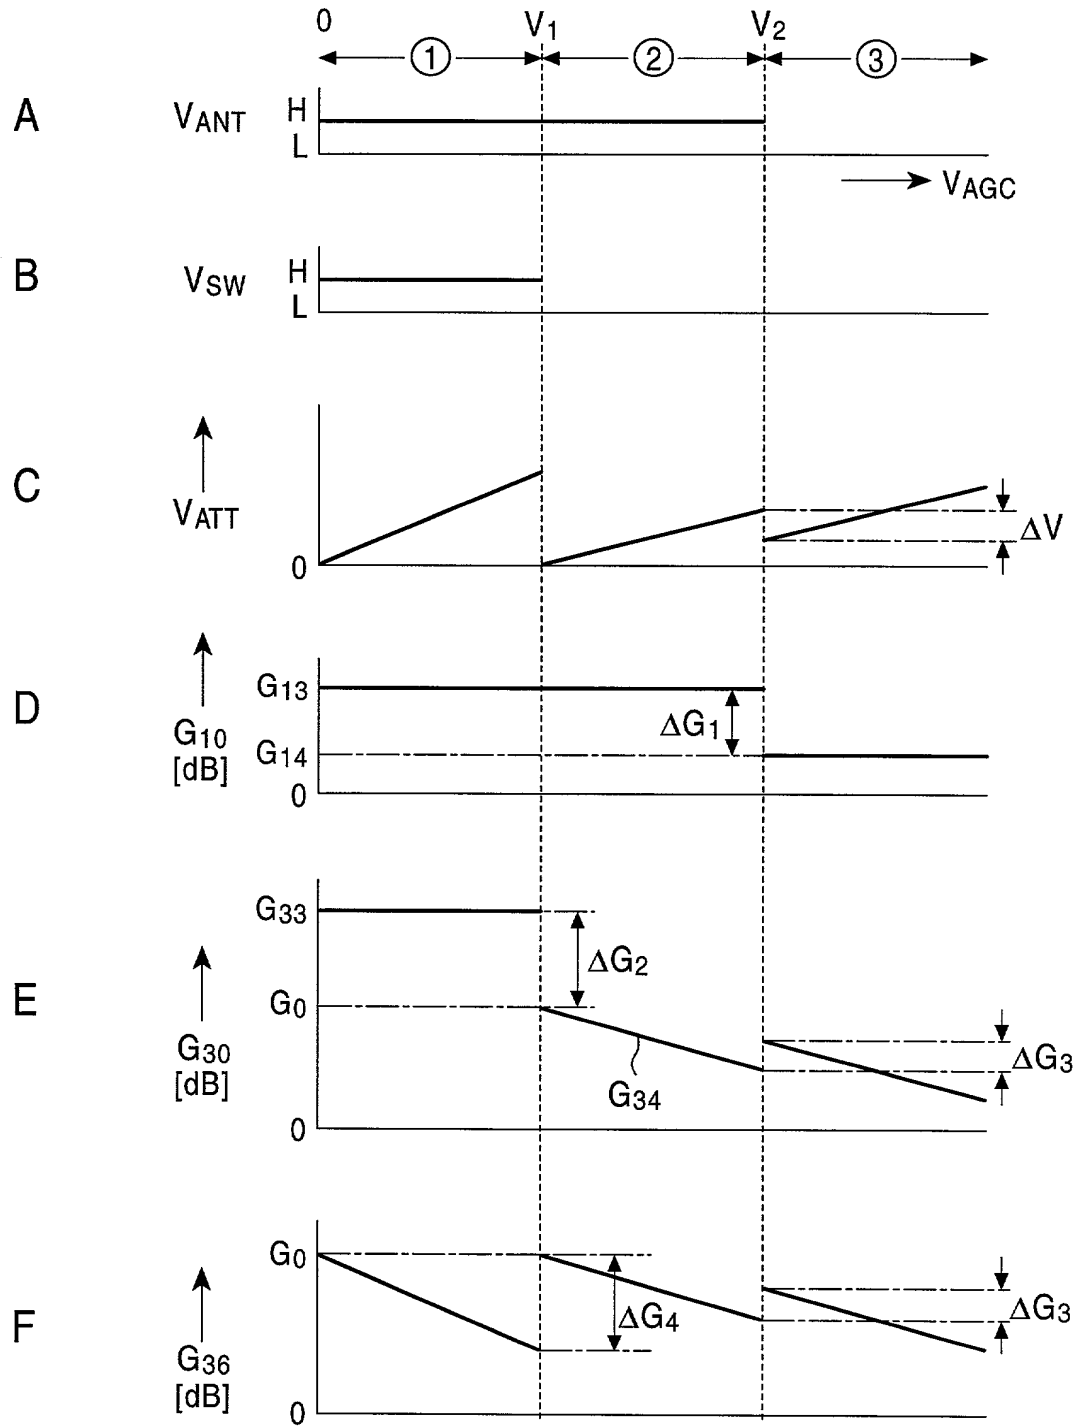 0 V1 V2
① ② ③
A VANT H
L
VAGC
B VSW H
L
C VATT
0
ΔV
D G10
[dB]
G13
G14
0
ΔG1
E G30
[dB]
G33
G0
0
ΔG2
G34
ΔG3
F G36
[dB]
G0
0
ΔG4
ΔG3